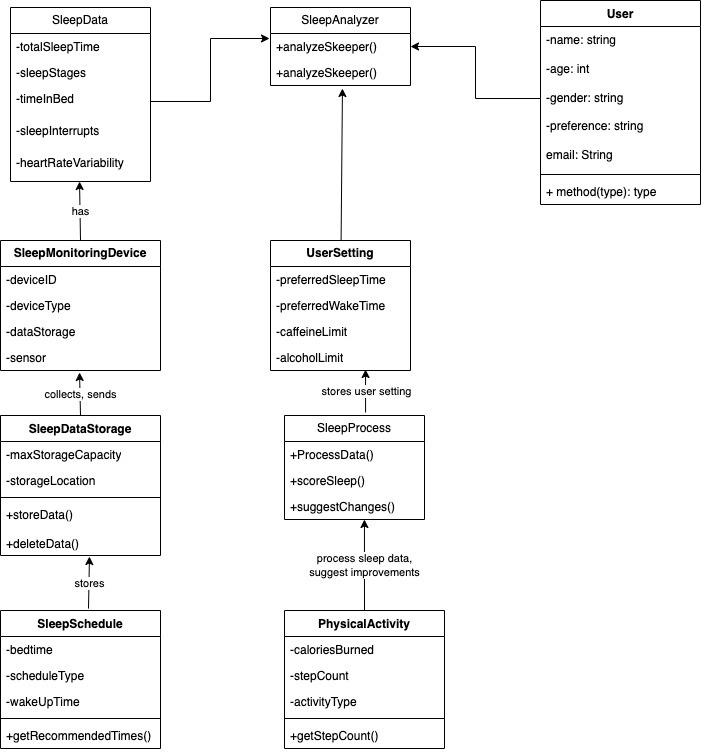 SleepData
-totalSleepTime
-sleepStages
-timeInBed
-sleepInterrupts
-heartRateVariability
SleepAnalyzer
+analyzeSkeeper()
+analyzeSkeeper()
User
-name: string
-age: int
-gender: string
-preference: string
email: String
+ method(type): type
has
SleepMonitoringDevice
-deviceID
-deviceType
-dataStorage
-sensor
UserSetting
-preferredSleepTime
-preferredWakeTime
-caffeineLimit
-alcoholLimit
collects, sends
stores user setting
SleepDataStorage
-maxStorageCapacity
-storageLocation
+storeData()
+deleteData()
SleepProcess
+ProcessData()
+scoreSleep()
+suggestChanges()
stores
process sleep data,
suggest improvements
SleepSchedule
-bedtime
-scheduleType
-wakeUpTime
+getRecommendedTimes()
PhysicalActivity
-caloriesBurned
-stepCount
-activityType
+getStepCount()